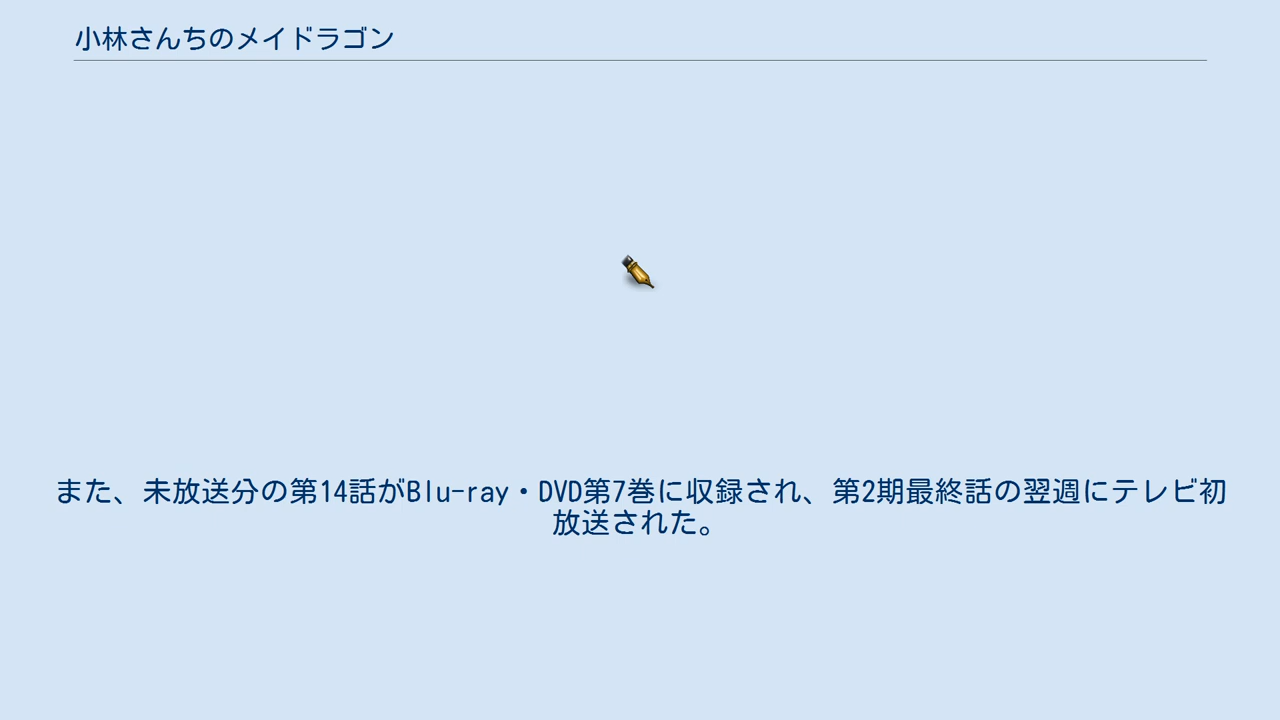 小林さんちのメイドラゴン
また、未放送分の第14話がBlu-ray・DVD第7巻に収録され、第2期最終話の翌週にテレビ初
放送された。